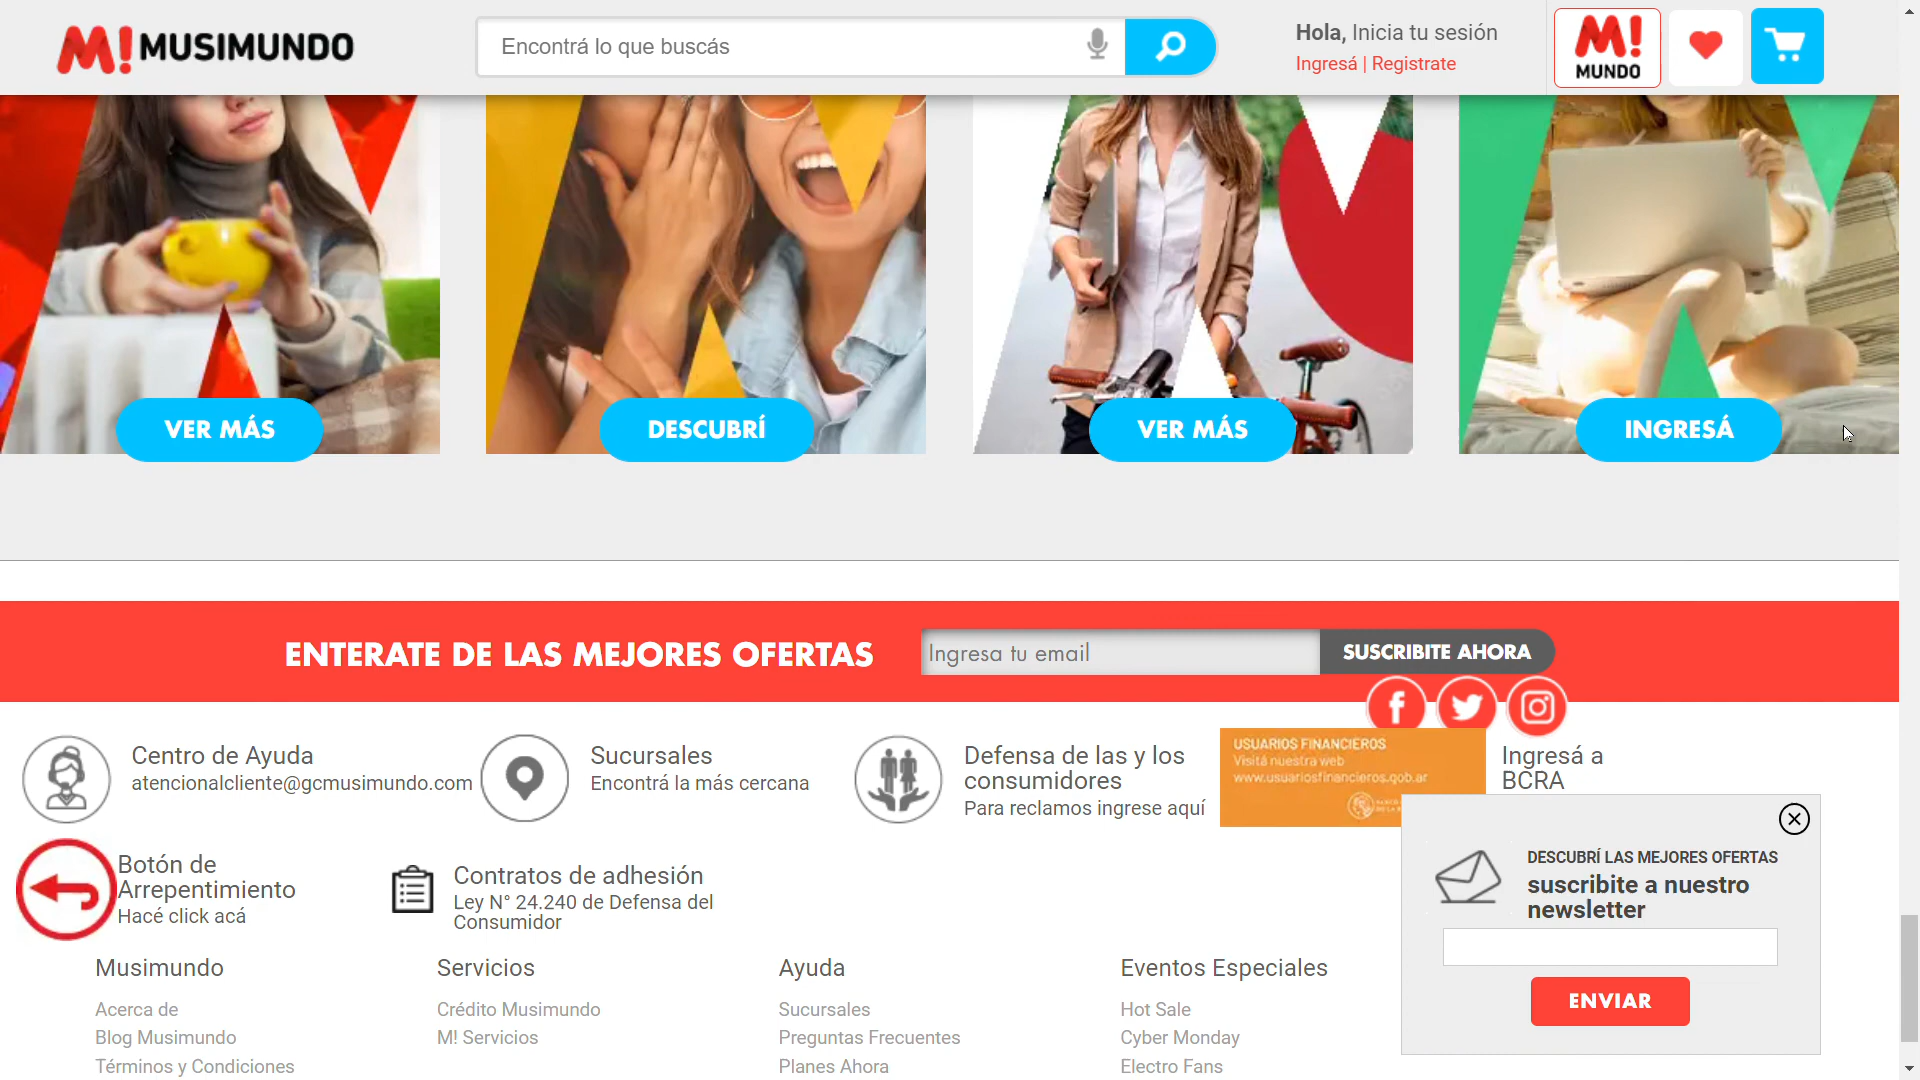 M! MUSIMUNDO
Encontrá lo que buscás
Hola, Inicia tu sesión
Ingresá | Registrate
M!
MUNDO
VER MÁS
DESCUBRÍ
VER MÁS
INGRESÁ
ENTERATE DE LAS MEJORES OFERTAS
Ingresa tu email
SUSCRIBITE AHORA
Centro de Ayuda
atencionalcliente@gcmusimundo.com
Sucursales
Encontrá la más cercana
Defensa de las y los
consumidores
Para reclamos ingrese aquí
USUARIOS FINANCIEROS
Visitá nuestra web
www.usuariosfinancieros.gob.ar
Ingresá a
BCRA
Botón de
Arrepentimiento
Hacé click acá
Contratos de adhesión
Ley N° 24.240 de Defensa del
Consumidor
DESCUBRÍ LAS MEJORES OFERTAS
suscribite a nuestro
newsletter
ENVIAR
Musimundo
Acerca de
Blog Musimundo
Términos y Condiciones
Servicios
Crédito Musimundo
M! Servicios
Ayuda
Sucursales
Preguntas Frecuentes
Planes Ahora
Eventos Especiales
Hot Sale
Cyber Monday
Electro Fans